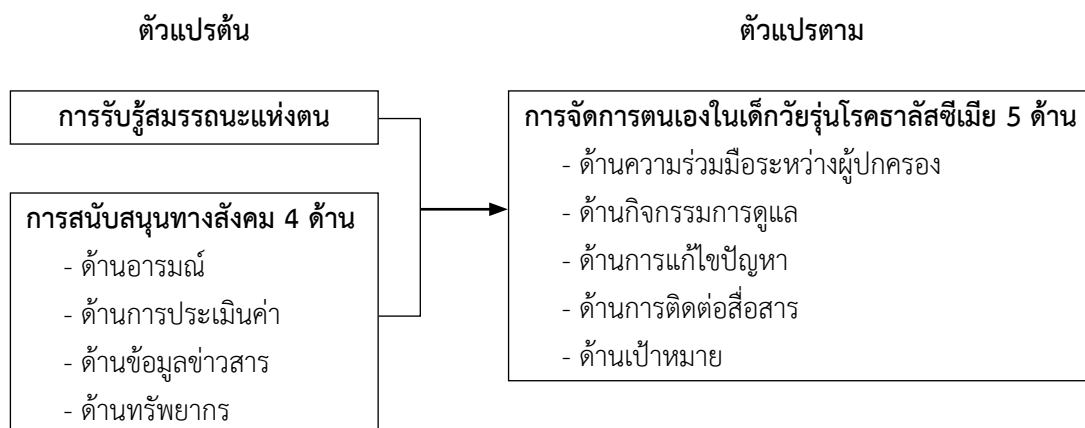 ตัวแปรต้น
ตัวแปรตาม
การรับรู้สมรรถนะแห่งตน
การสนับสนุนทางสังคม 4 ด้าน
- ด้านอารมณ์
- ด้านการประเมินค่า
- ด้านข้อมูลข่าวสาร
- ด้านทรัพยากร
การจัดการตนเองในเด็กวัยรุ่นโรคธาลัสซีเมีย 5 ด้าน
- ด้านความร่วมมือระหว่างผู้ปกครอง
- ด้านกิจกรรมการดูแล
- ด้านการแก้ไขปัญหา
- ด้านการติดต่อสื่อสาร
- ด้านเป้าหมาย